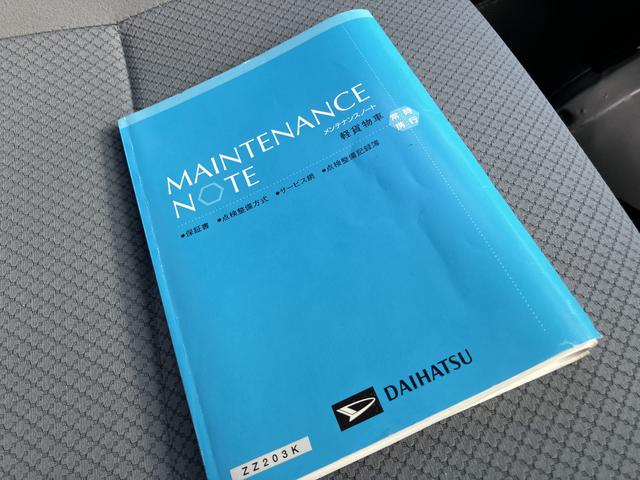 MAINTENANCE
NOTE
メンテナンスノート
軽貨物車
常時
携行
●保証書 ●点検整備方式 ●サービス網 ●点検整備記録簿
DAIHATSU
ZZ203K